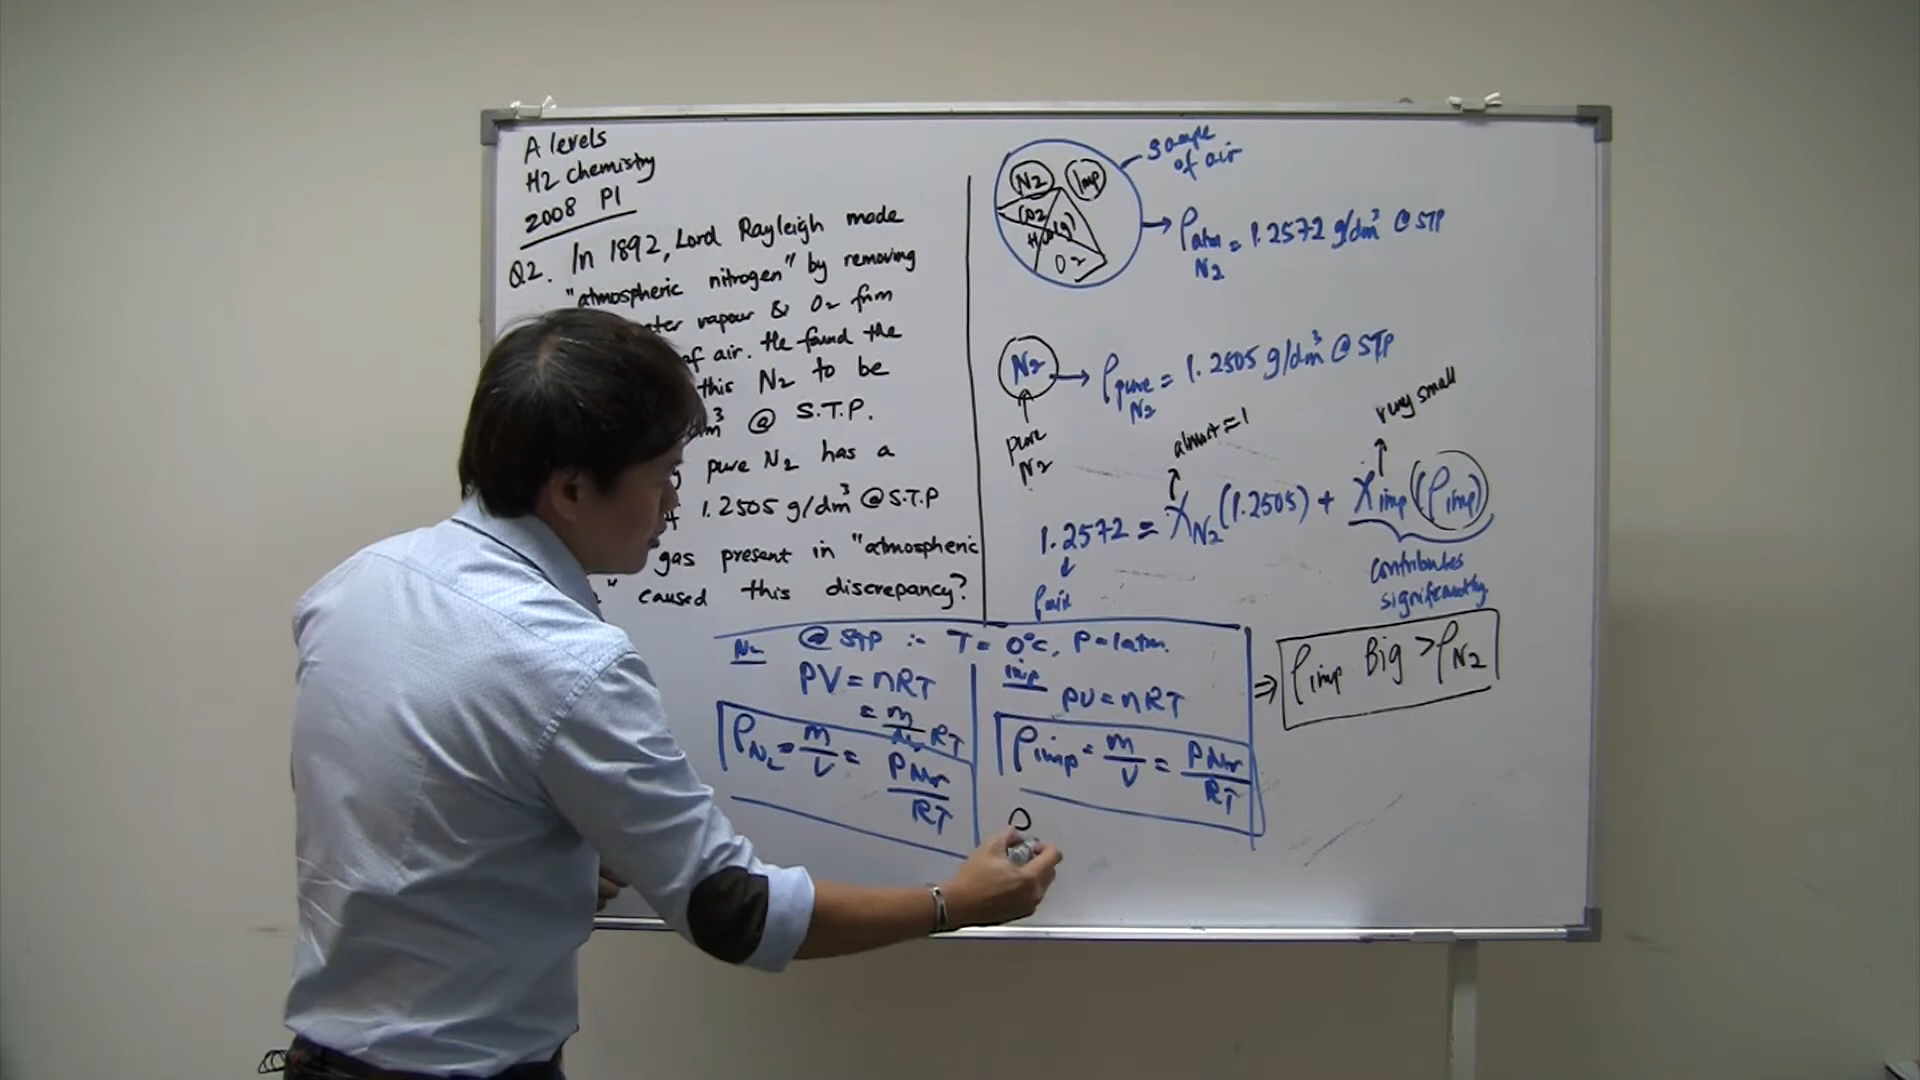 A levels
H2 chemistry
2008 P1
Q2. In 1892, Lord Rayleigh made
"atmospheric nitrogen" by removing
vapour & O2 from
of air. He found the
this N2 to be
dm³ @ S.T.P.
pure N2 has a
1.2505 g/dm³ @ S.T.P
gas present in "atmospheric
" caused this discrepancy?
N2 Imp
CO2
H2O(g)
O2
sample
of air
ρatm N2 = 1.2572 g/dm³ @ STP
N2
pure
N2
ρpure N2 = 1.2505 g/dm³ @ STP
almost = 1
very small
1.2572 = XN2 (1.2505) + Ximp (ρimp)
ρmix
contributes
significantly
ρimp Big > ρN2
@ STP :- T = 0°C, P = 1atm.
N2
PV = nRT
= m/Mr RT
ρN2 = m/V = PMr/RT
imp
PV = nRT
ρimp = m/V = PMr/RT